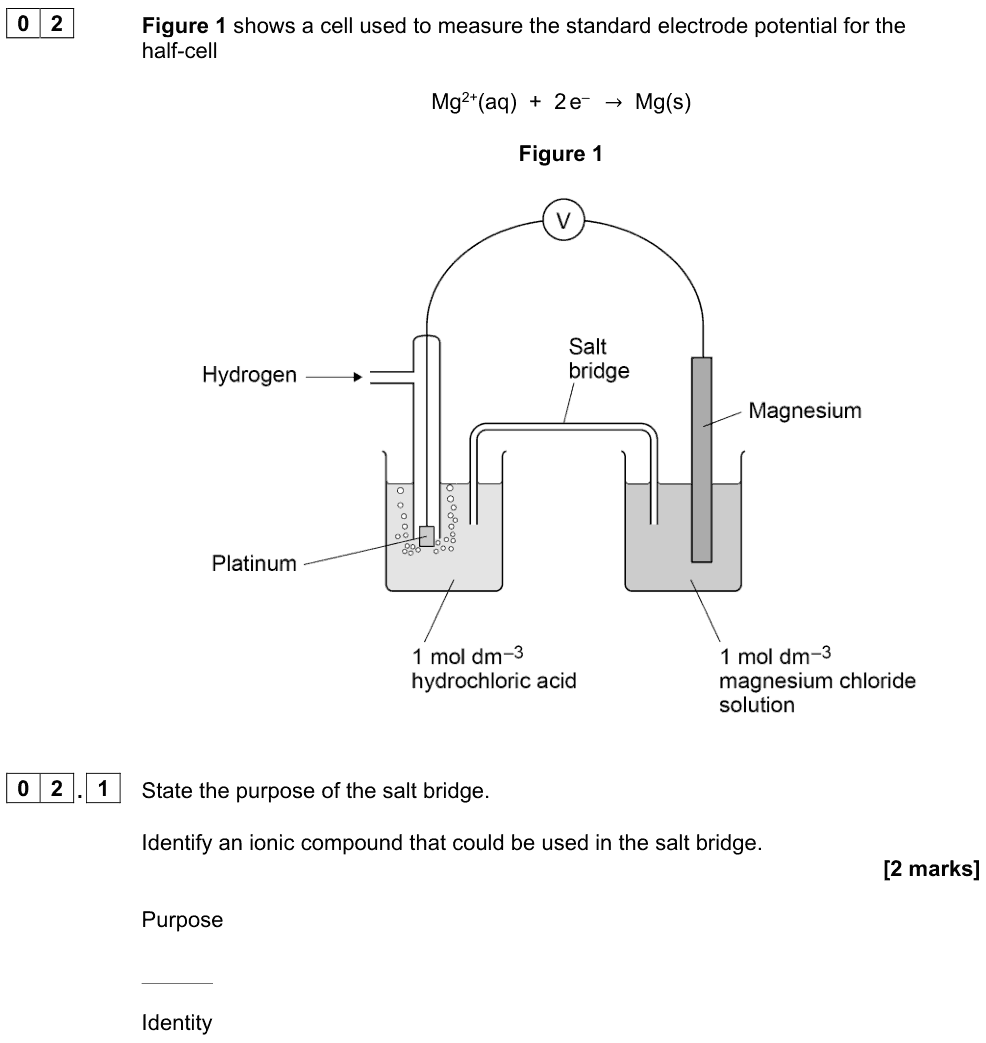 0 2 Figure 1 shows a cell used to measure the standard electrode potential for the
half-cell
Mg²⁺(aq) + 2 e⁻ → Mg(s)
Figure 1
V
Salt
bridge
Hydrogen
Magnesium
Platinum
1 mol dm⁻³
hydrochloric acid
1 mol dm⁻³
magnesium chloride
solution
0 2 . 1 State the purpose of the salt bridge.
Identify an ionic compound that could be used in the salt bridge.
[2 marks]
Purpose
Identity